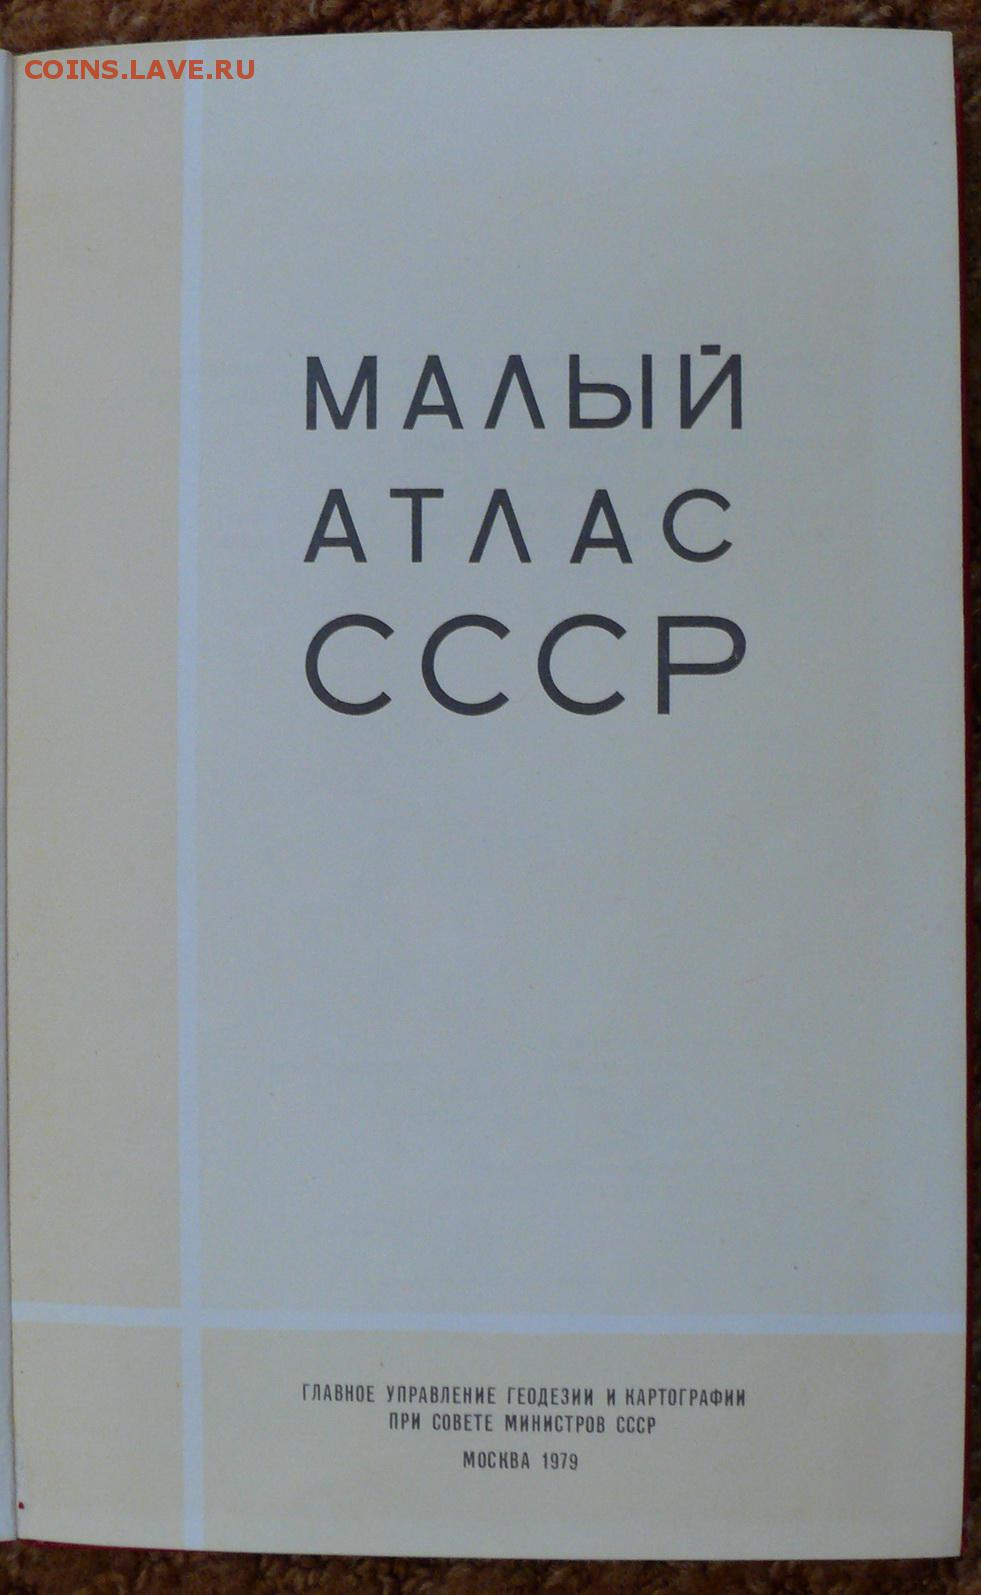 COINS.LAVE.RU
МАЛЫЙ
АТЛАС
СССР
ГЛАВНОЕ УПРАВЛЕНИЕ ГЕОДЕЗИИ И КАРТОГРАФИИ
ПРИ СОВЕТЕ МИНИСТРОВ СССР
МОСКВА 1979